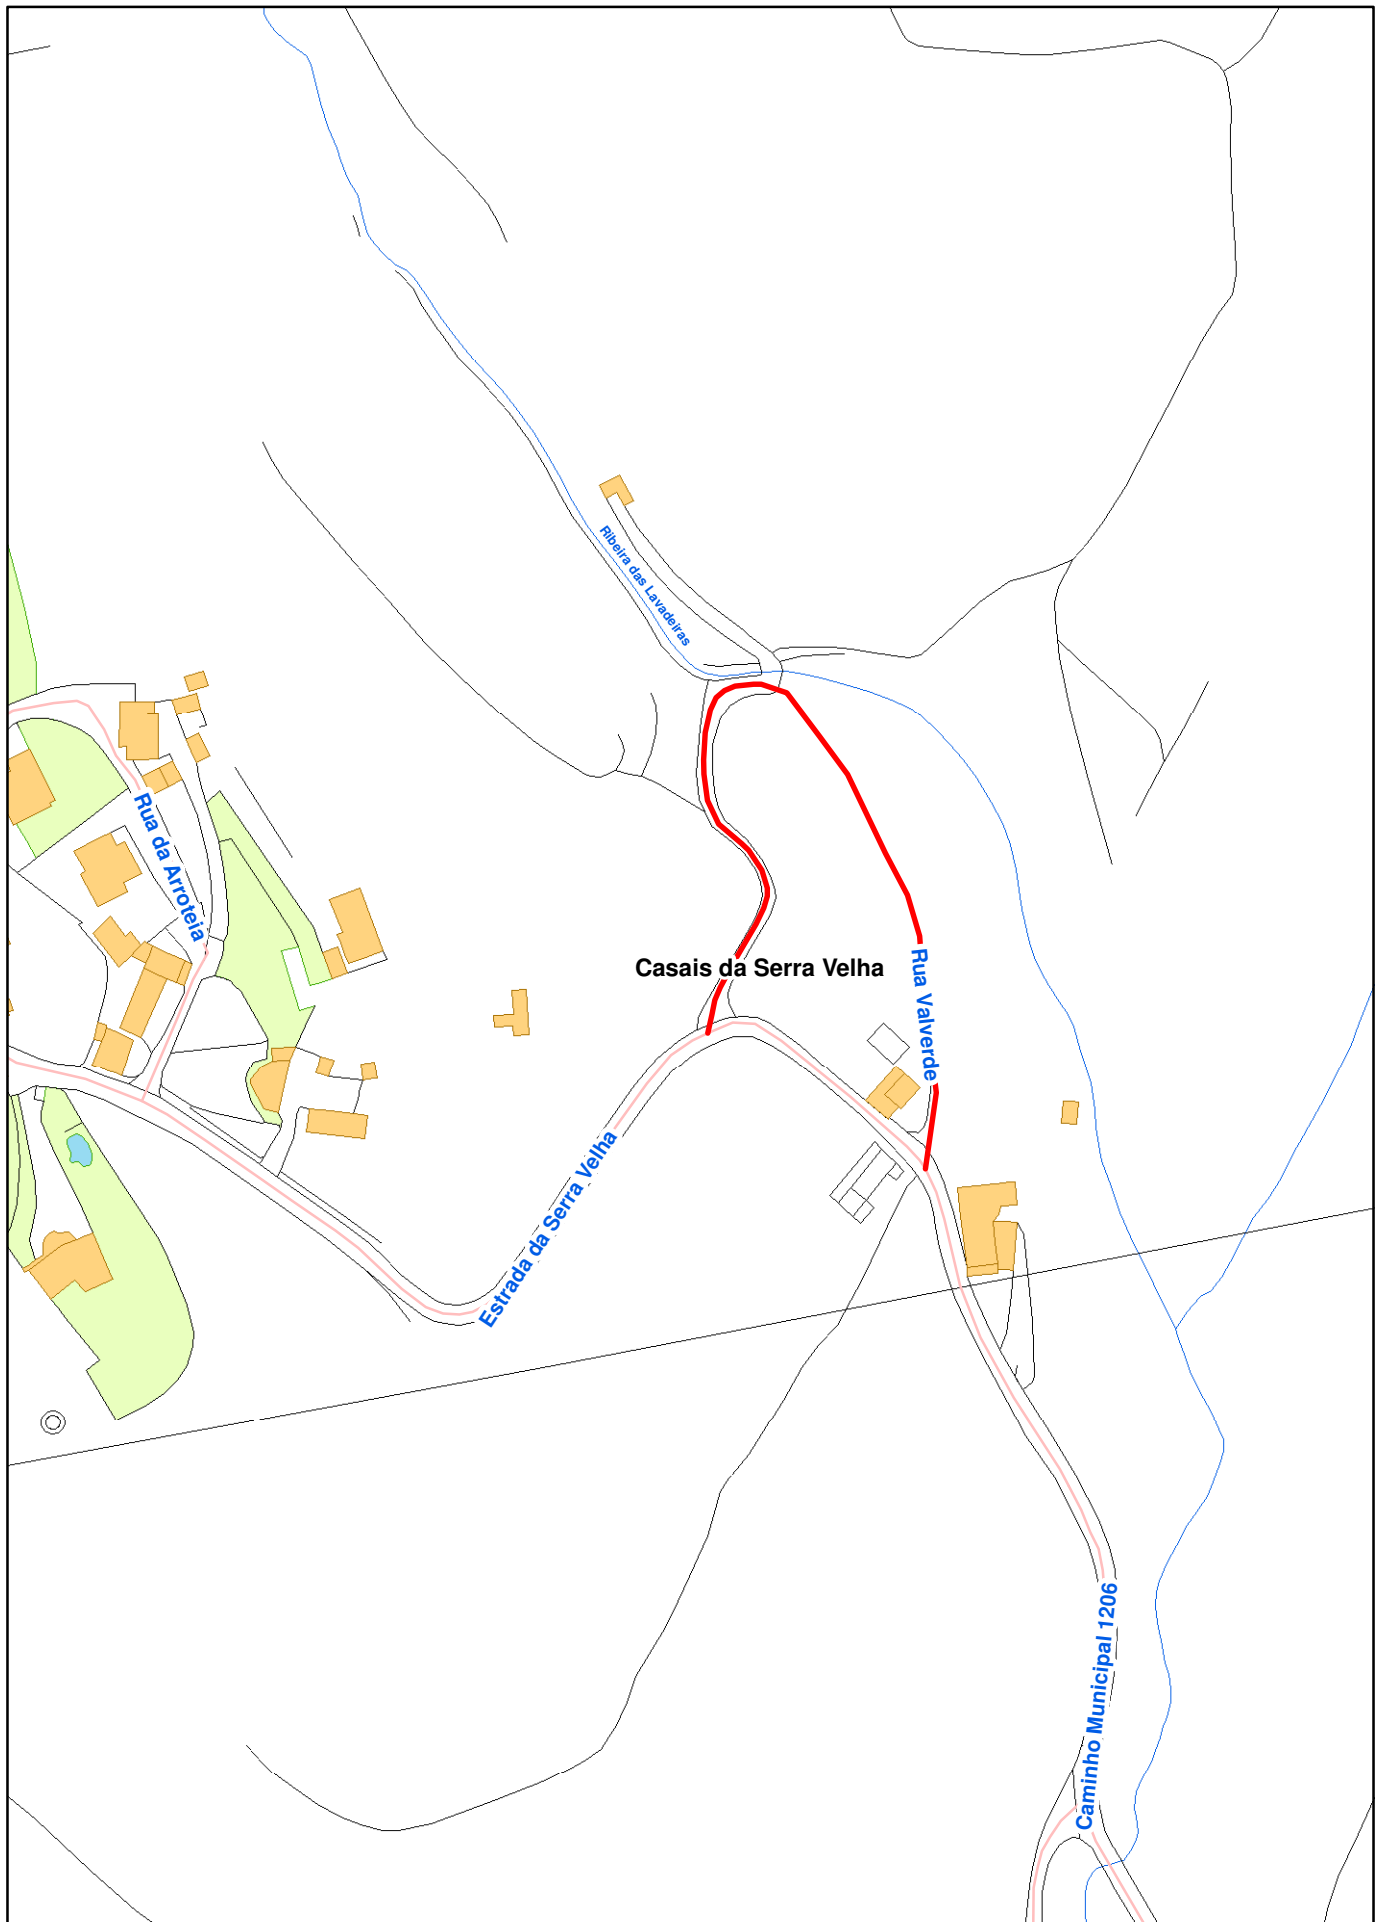 Ribeira das Lavadeiras
Rua da Arroteia
Casais da Serra Velha
Rua Valverde
Estrada da Serra Velha
Caminho Municipal 1206